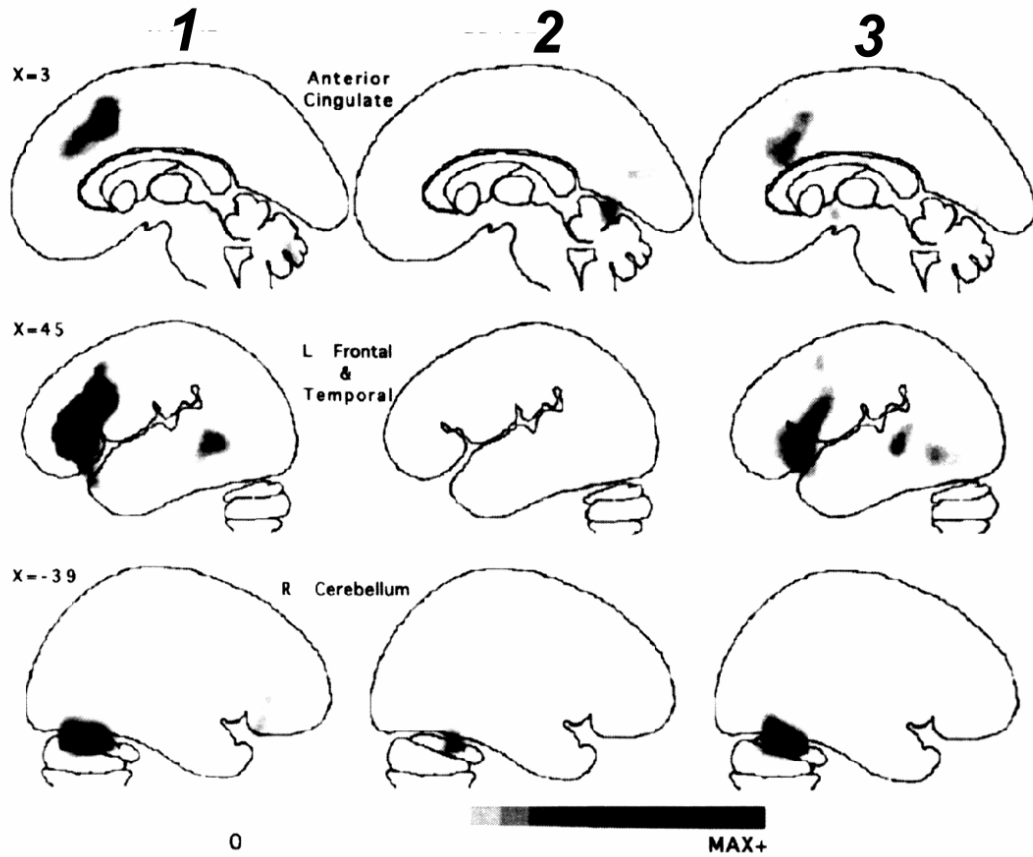 1 2 3
X=3
Anterior
Cingulate
X=45
L Frontal
&
Temporal
X=-39
R Cerebellum
0 MAX+